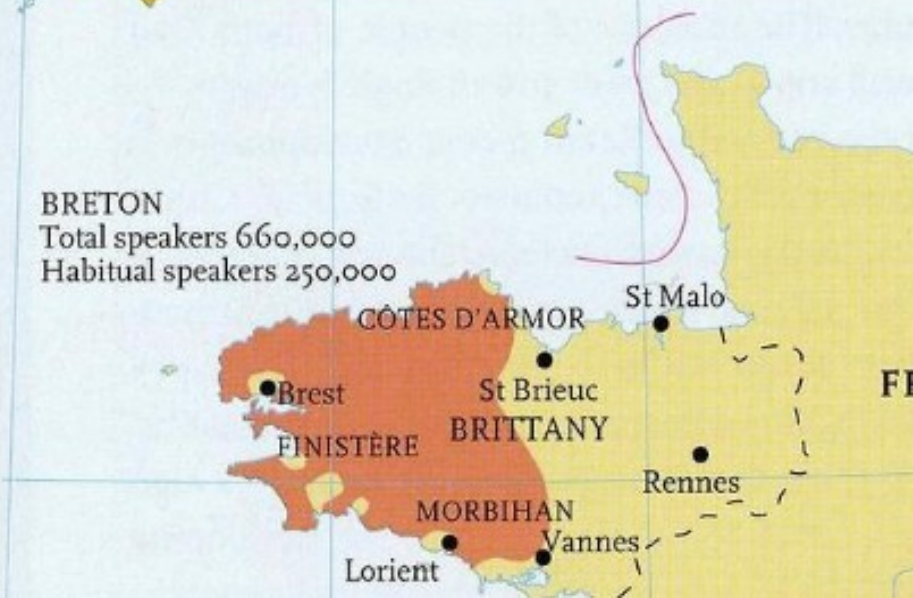 BRETON
Total speakers 660,000
Habitual speakers 250,000
St Malo
CÔTES D'ARMOR
St Brieuc
Brest
BRITTANY
FINISTÈRE
Rennes
MORBIHAN
Vannes
Lorient